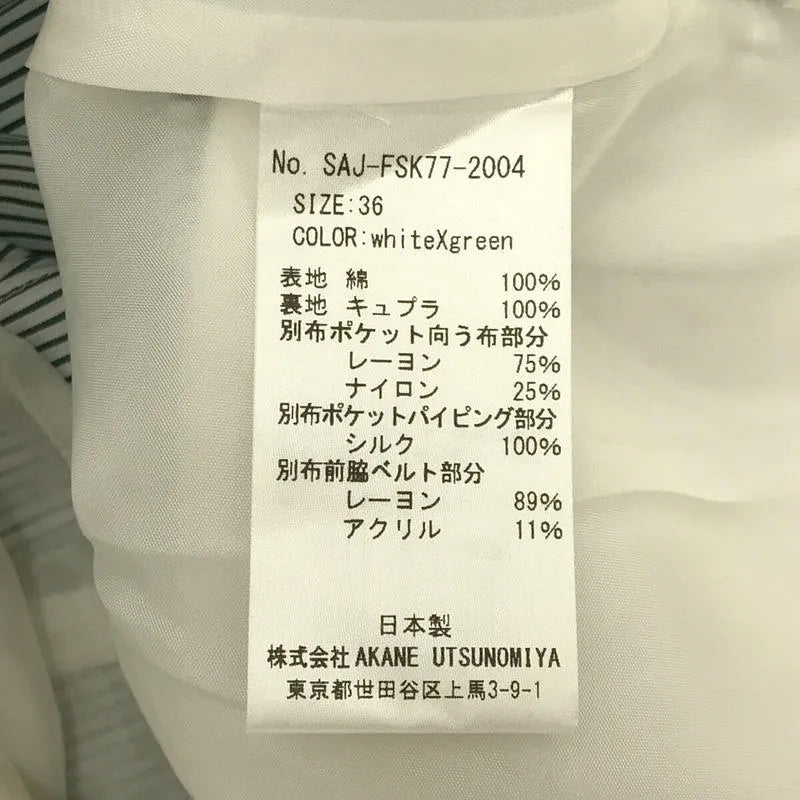 No. SAJ-FSK77-2004
SIZE:36
COLOR:whiteXgreen
表地 綿 100%
裏地 キュプラ 100%
別布ポケット向う布部分
レーヨン 75%
ナイロン 25%
別布ポケットパイピング部分
シルク 100%
別布前脇ベルト部分
レーヨン 89%
アクリル 11%
日本製
株式会社 AKANE UTSUNOMIYA
東京都世田谷区上馬3-9-1